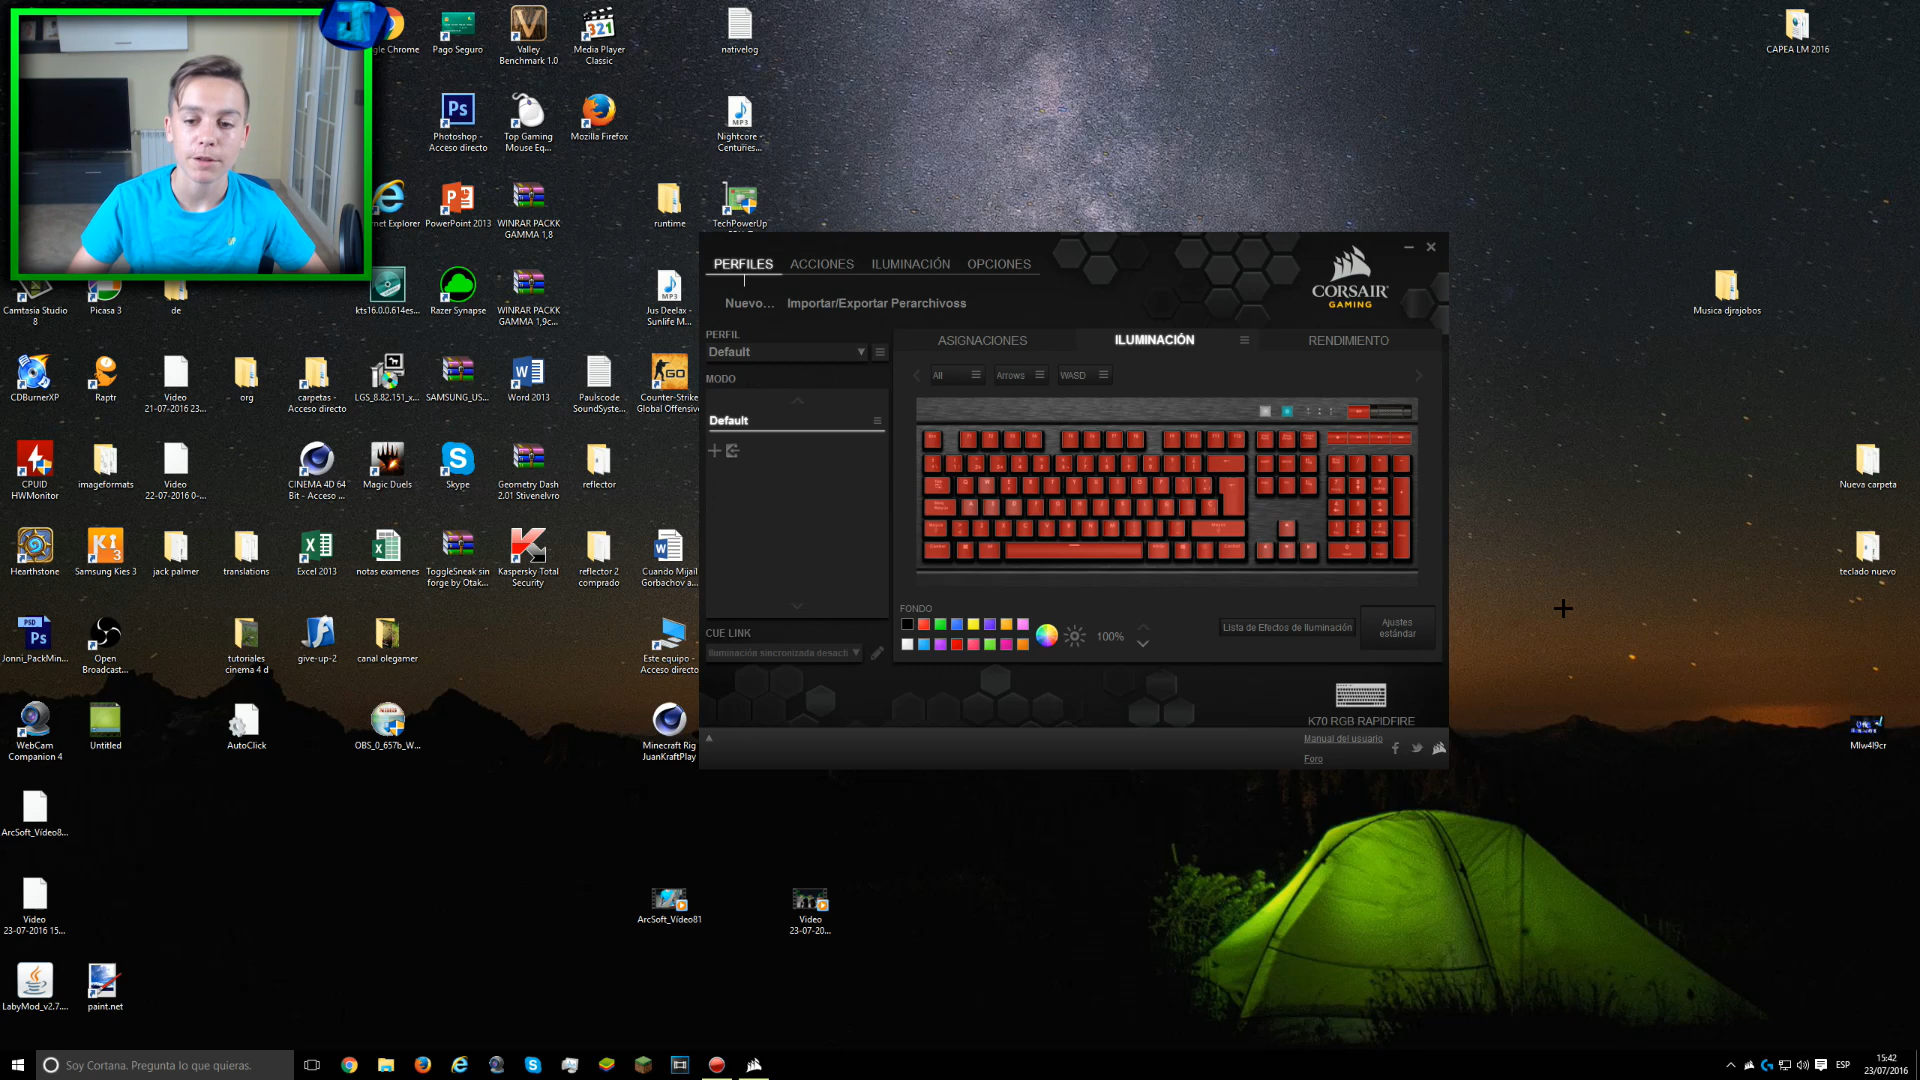 gle Chrome
Pago Seguro
Valley
Benchmark 1.0
Media Player
Classic
nativelog
CAPEA LM 2016
Photoshop -
Acceso directo
Top Gaming
Mouse Eq...
Mozilla Firefox
Nightcore -
Centuries...
net Explorer
PowerPoint 2013
WINRAR PACKK
GAMMA 1,8
runtime
TechPowerUp
Camtasia Studio
8
Picasa 3
de
kts16.0.0.614es...
Razer Synapse
WINRAR PACKK
GAMMA 1,9c...
Jus Deelax -
Sunlife M...
Musica djrajobos
CDBurnerXP
Raptr
Video
21-07-2016 23...
org
carpetas -
Acceso directo
LGS_8.82.151_x...
SAMSUNG_US...
Word 2013
Paulscode
SoundSyste...
Counter-Strike
Global Offensive
CPUID
HWMonitor
imageformats
Video
22-07-2016 0-...
CINEMA 4D 64
Bit - Acceso ...
Magic Duels
Skype
Geometry Dash
2.01 Stivenelvro
reflector
Nueva carpeta
Hearthstone
Samsung Kies 3
jack palmer
translations
Excel 2013
notas examenes
ToggleSneak sin
forge by Otak...
Kaspersky Total
Security
reflector 2
comprado
Cuando Mijail
Gorbachov a...
teclado nuevo
Jonni_PackMin...
Open
Broadcast...
tutoriales
cinema 4 d
give-up-2
canal olegamer
Este equipo -
Acceso directo
WebCam
Companion 4
Untitled
AutoClick
OBS_0_657b_W...
Minecraft Rig
JuanKraftPlay
Mlw4l9cr
ArcSoft_Video8...
Video
23-07-2016 15...
ArcSoft_Video81
Video
23-07-20...
LabyMod_v2.7....
paint.net
PERFILES ACCIONES ILUMINACIÓN OPCIONES
CORSAIR
GAMING
Nuevo... Importar/Exportar Perarchivoss
PERFIL
Default
MODO
Default
ASIGNACIONES ILUMINACIÓN RENDIMIENTO
All Arrows WASD
FONDO
100%
Lista de Efectos de Iluminación
Ajustes
estándar
CUE LINK
Iluminación sincronizada desacti
K70 RGB RAPIDFIRE
Manual del usuario
Foro
Soy Cortana. Pregunta lo que quieras.
ESP
15:42
23/07/2016